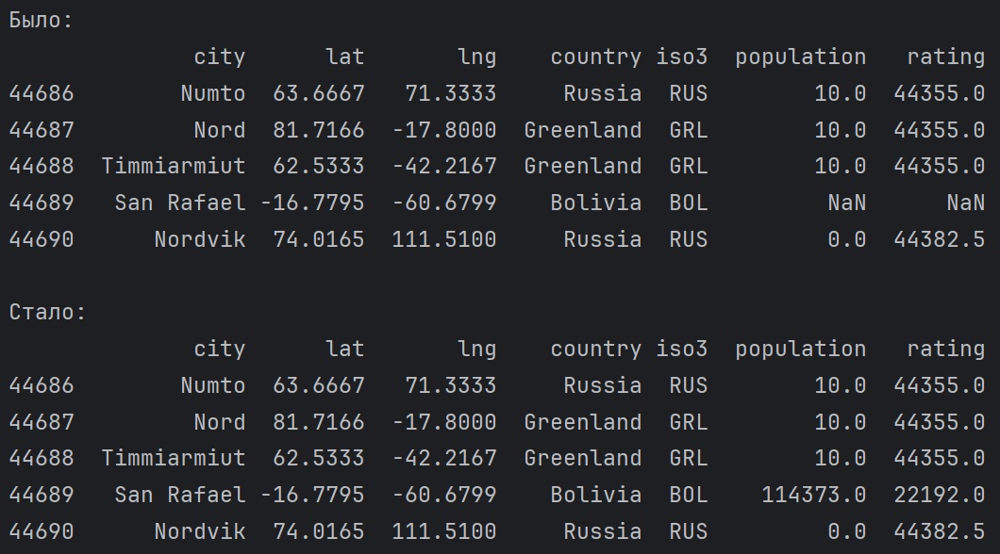 Было:
city lat lng country iso3 population rating
44686 Numto 63.6667 71.3333 Russia RUS 10.0 44355.0
44687 Nord 81.7166 -17.8000 Greenland GRL 10.0 44355.0
44688 Timmiarmiut 62.5333 -42.2167 Greenland GRL 10.0 44355.0
44689 San Rafael -16.7795 -60.6799 Bolivia BOL NaN NaN
44690 Nordvik 74.0165 111.5100 Russia RUS 0.0 44382.5
Стало:
city lat lng country iso3 population rating
44686 Numto 63.6667 71.3333 Russia RUS 10.0 44355.0
44687 Nord 81.7166 -17.8000 Greenland GRL 10.0 44355.0
44688 Timmiarmiut 62.5333 -42.2167 Greenland GRL 10.0 44355.0
44689 San Rafael -16.7795 -60.6799 Bolivia BOL 114373.0 22192.0
44690 Nordvik 74.0165 111.5100 Russia RUS 0.0 44382.5